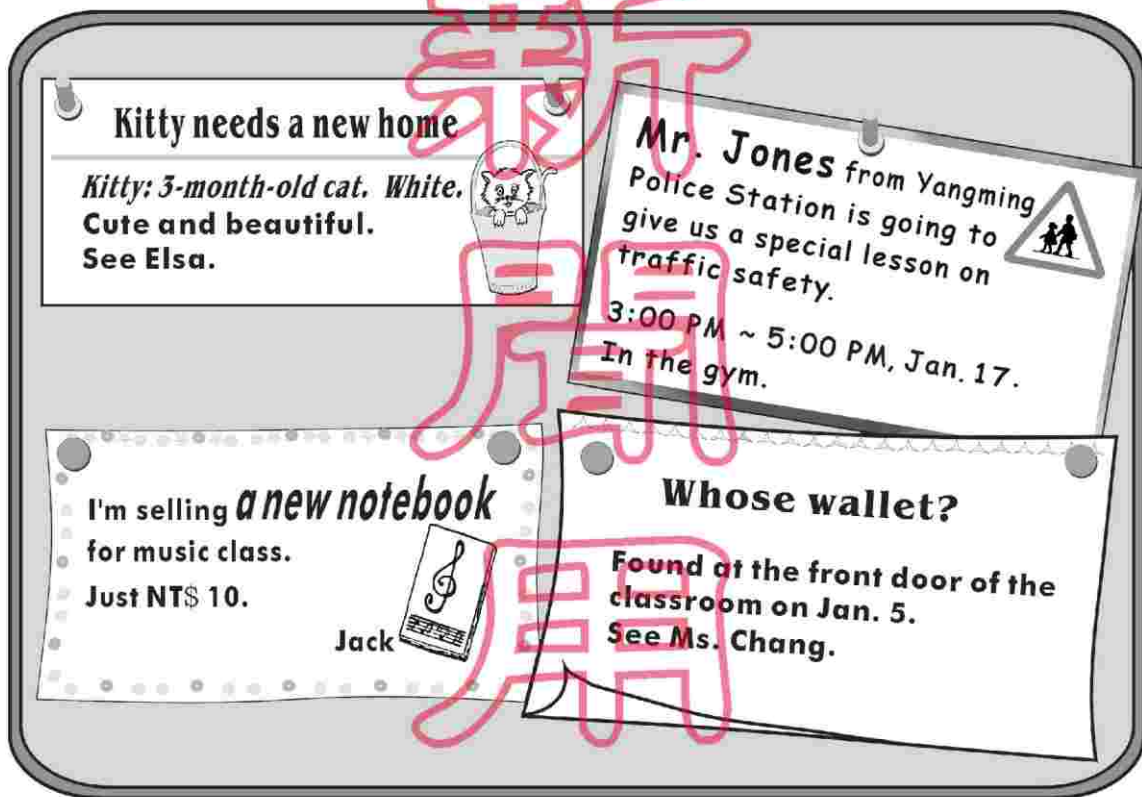 Kitty needs a new home
Kitty: 3-month-old cat. White.
Cute and beautiful.
See Elsa.
Mr. Jones from Yangming
Police Station is going to
give us a special lesson on
traffic safety.
3:00 PM ~ 5:00 PM, Jan. 17.
In the gym.
I'm selling a new notebook
for music class.
Just NT$ 10.
Jack
Whose wallet?
Found at the front door of the
classroom on Jan. 5.
See Ms. Chang.